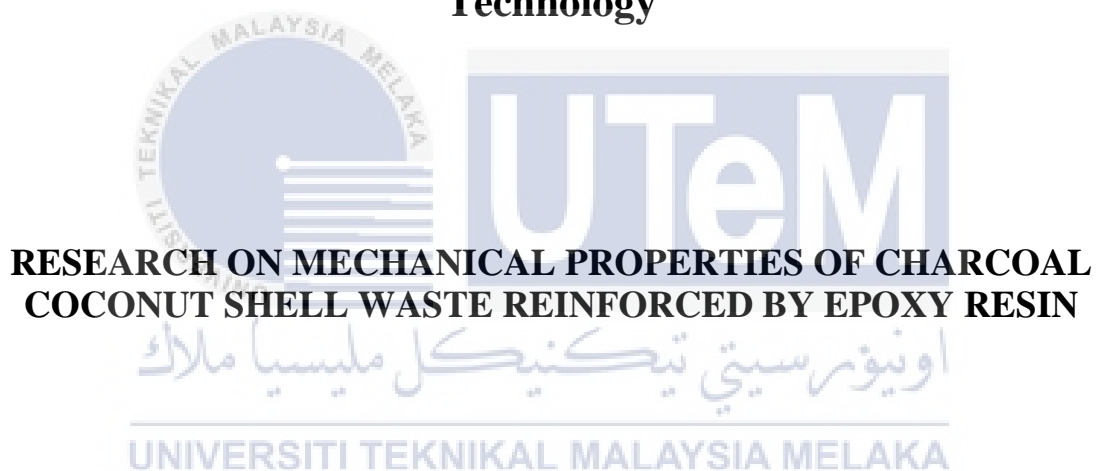 Technology
UNIVERSITI TEKNIKAL MALAYSIA MELAKA
UTeM
RESEARCH ON MECHANICAL PROPERTIES OF CHARCOAL
COCONUT SHELL WASTE REINFORCED BY EPOXY RESIN
اونيۏرسيتي تيكنيكل مليسيا ملاك
UNIVERSITI TEKNIKAL MALAYSIA MELAKA